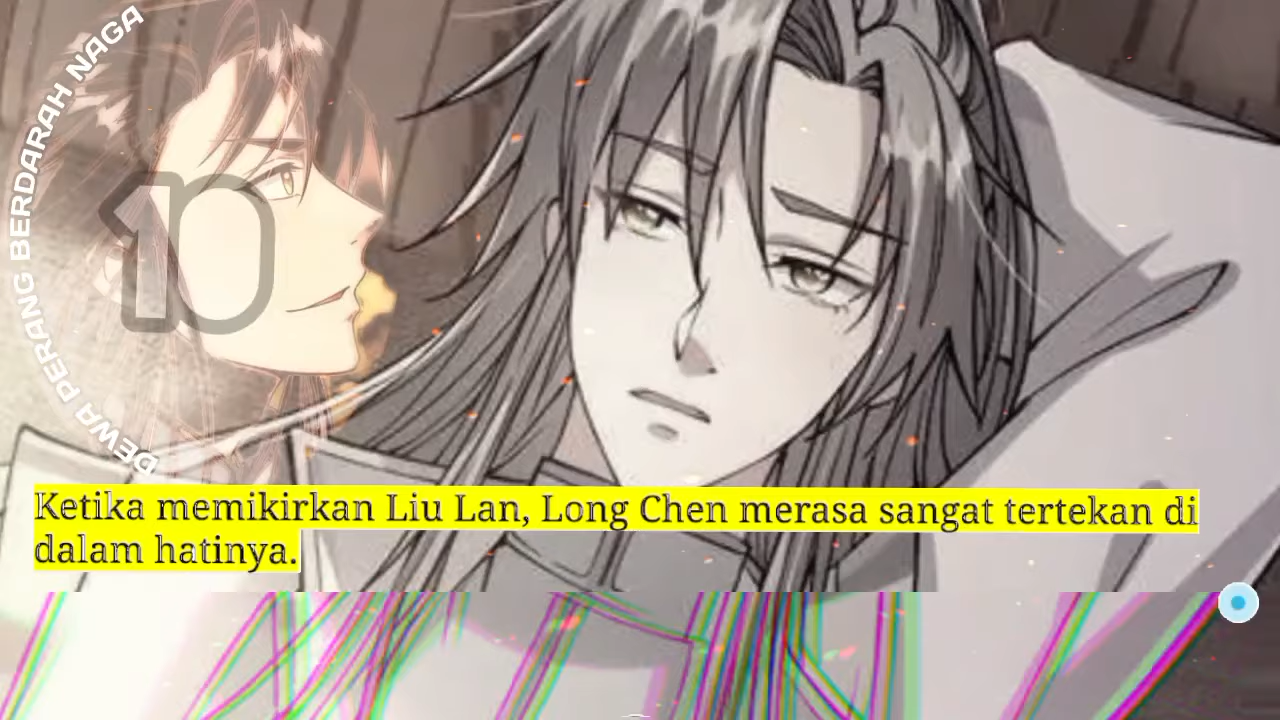 DEWA PERANG BERDARAH NAGA
10
Ketika memikirkan Liu Lan, Long Chen merasa sangat tertekan di
dalam hatinya.